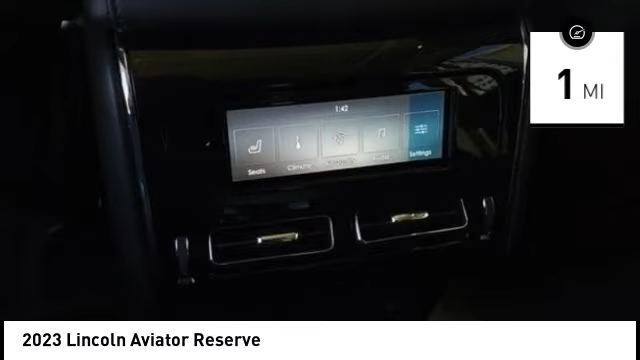 1 MI
1:42
Seats
Climate
Settings
2023 Lincoln Aviator Reserve